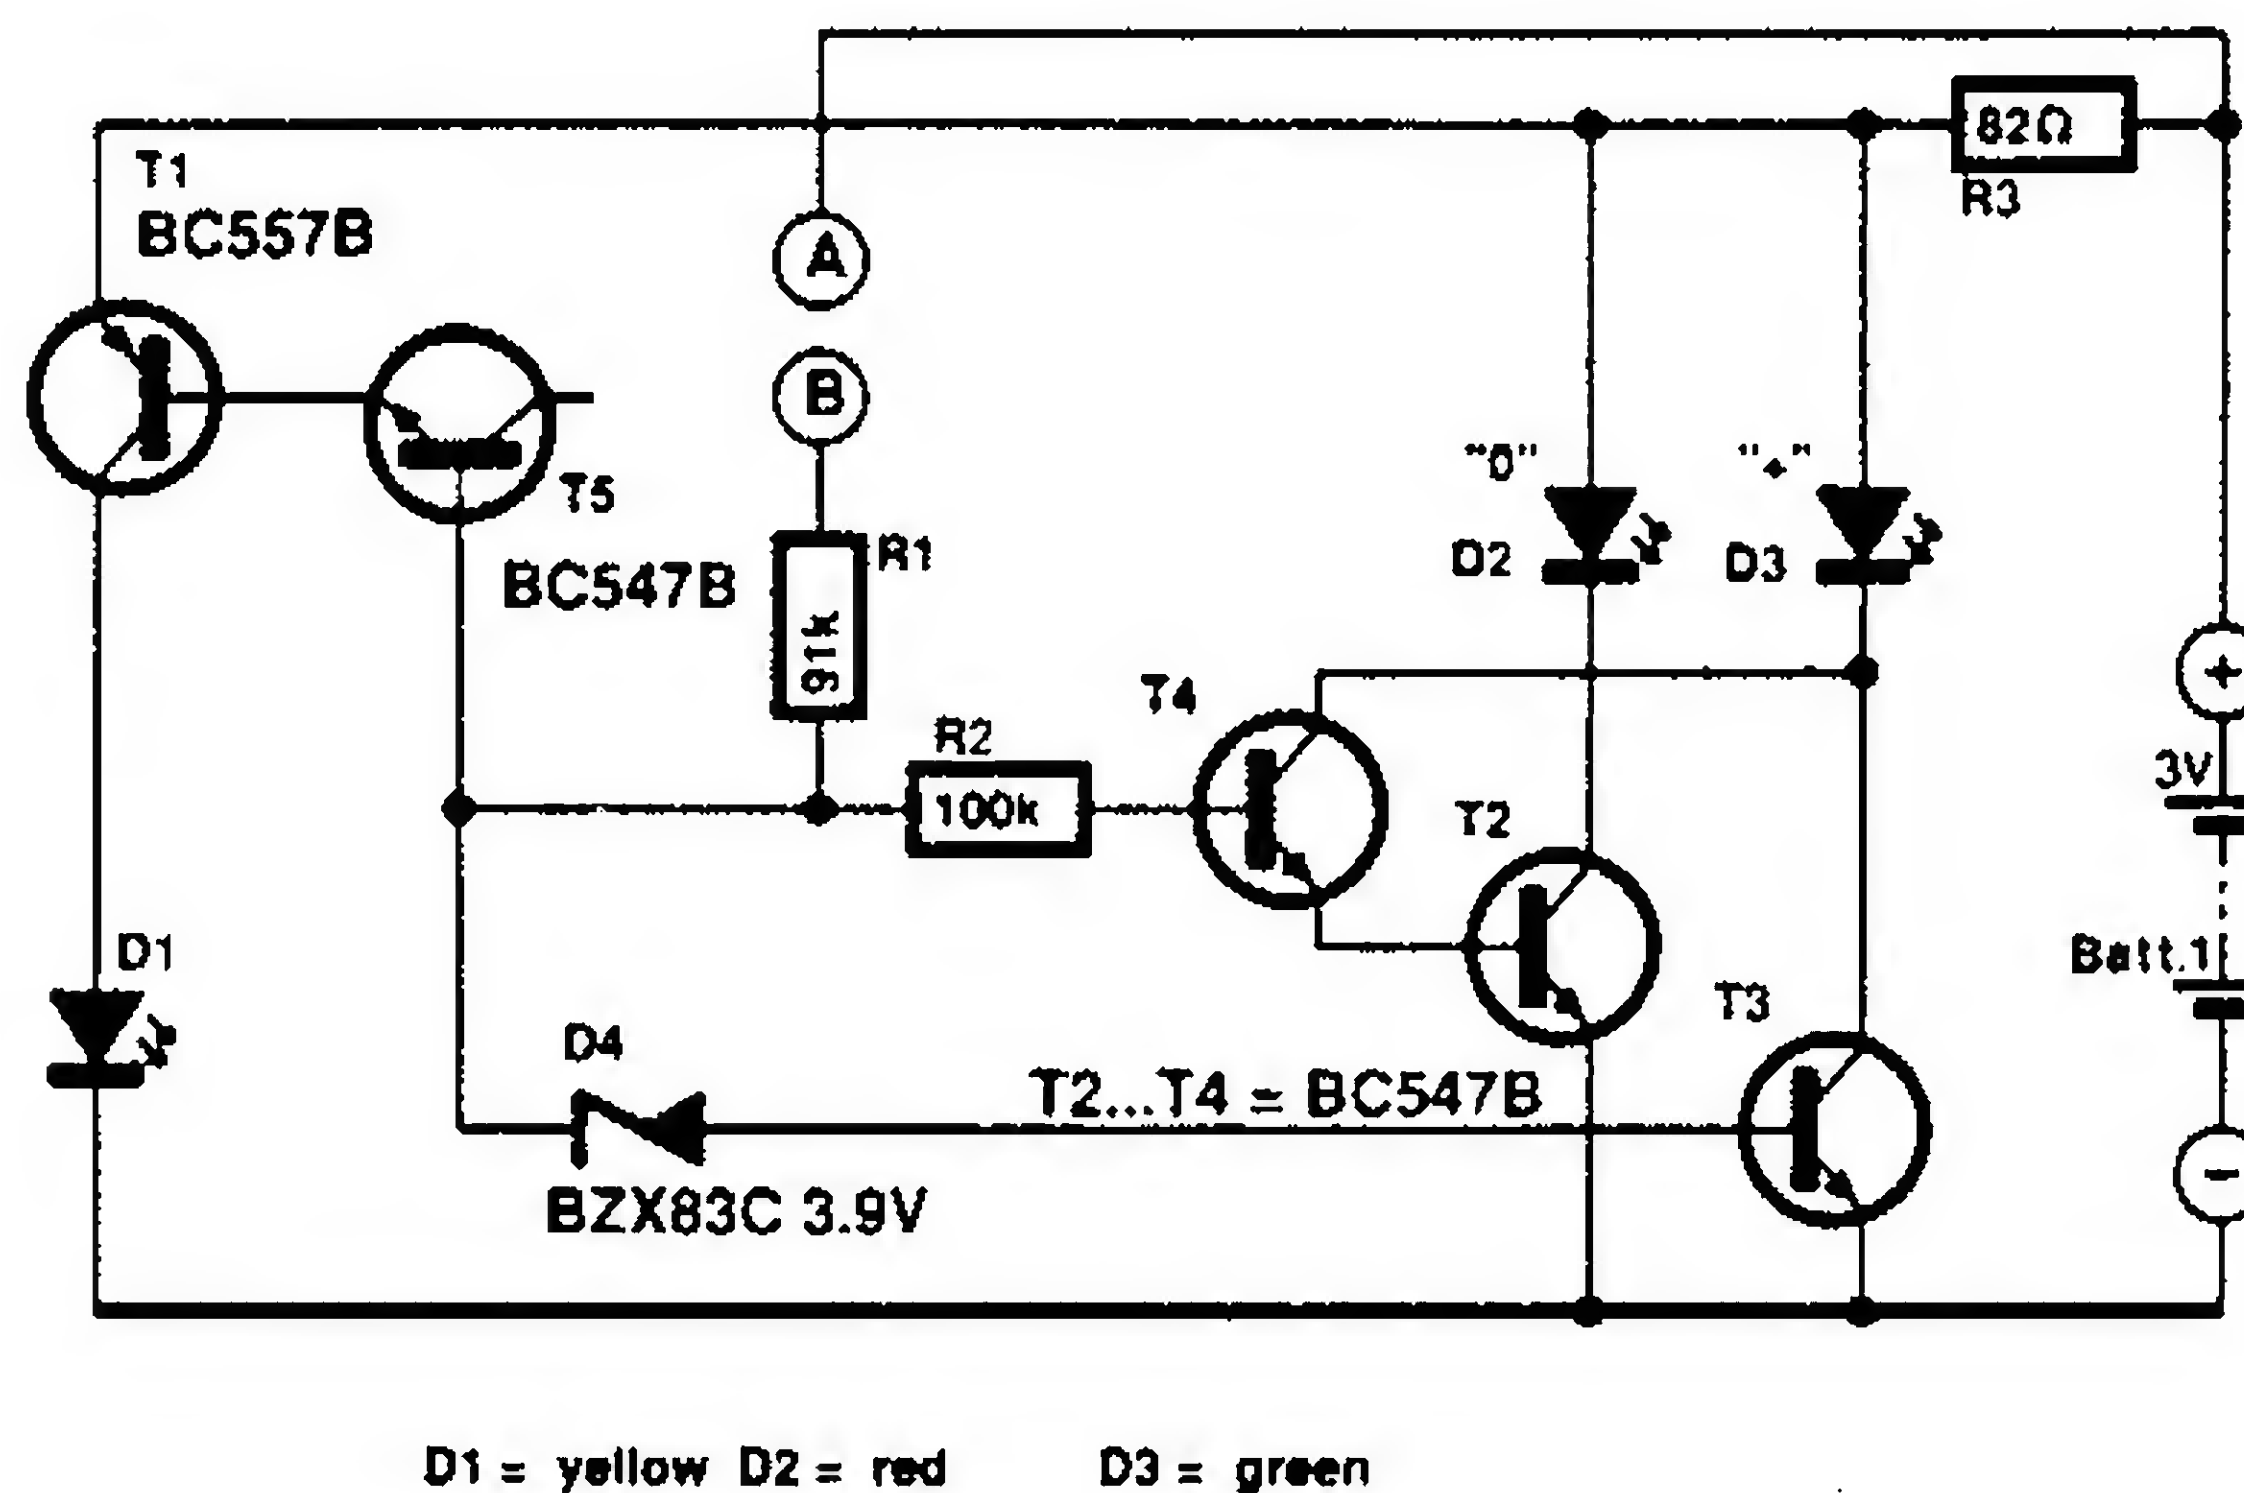 82Ω
R3
T1
BC557B
A
B
T5
BC547B
R1
91k
"0"
"+"
D2
D3
+
T4
R2
100k
3V
T2
D1
Batt.1
T3
D4
T2...T4 = BC547B
BZX83C 3.9V
−
D1 = yellow D2 = red D3 = green